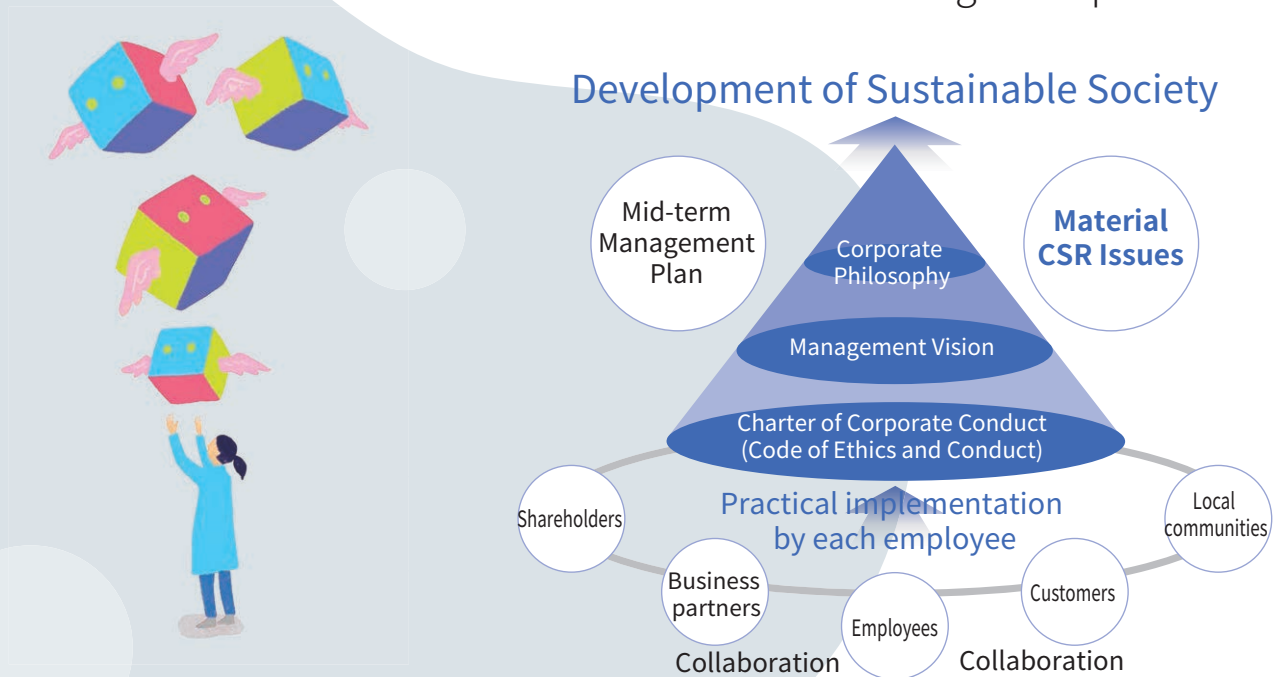 Development of Sustainable Society
Mid-term
Management
Plan
Material
CSR Issues
Corporate
Philosophy
Management Vision
Charter of Corporate Conduct
(Code of Ethics and Conduct)
Practical implementation
by each employee
Shareholders
Local
communities
Business
partners
Customers
Employees
Collaboration
Collaboration